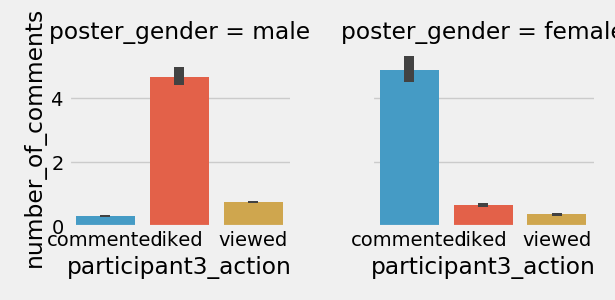 poster_gender = male
poster_gender = female
number_of_comments
4
2
0
commented liked viewed
commented liked viewed
participant3_action
participant3_action